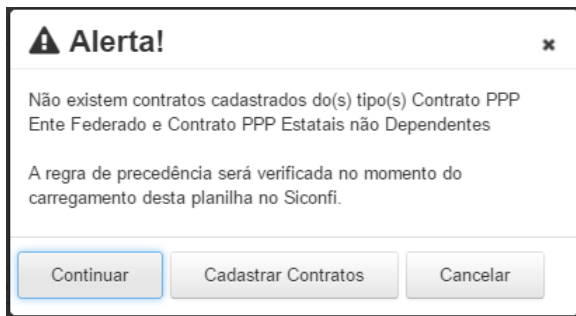 Alerta!
Não existem contratos cadastrados do(s) tipo(s) Contrato PPP
Ente Federado e Contrato PPP Estatais não Dependentes
A regra de precedência será verificada no momento do
carregamento desta planilha no Siconfi.
Continuar
Cadastrar Contratos
Cancelar